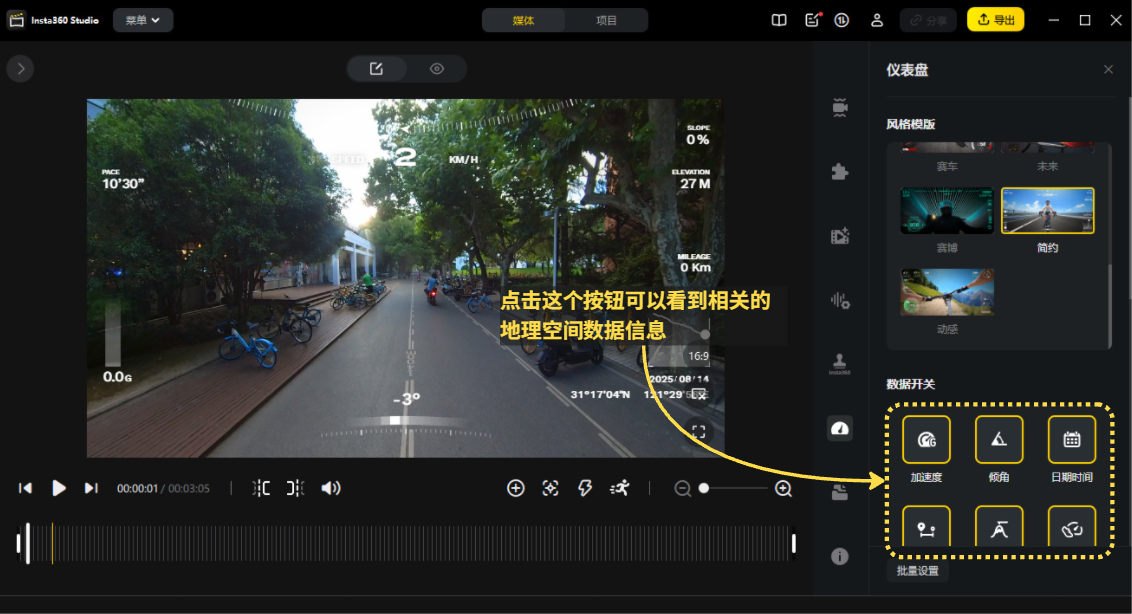 Insta360 Studio
菜单
媒体
项目
分享
导出
仪表盘
风格模版
赛车
未来
赛博
简约
动感
SLOPE
0%
PACE
10'30"
SPEED
2
KM/H
ELEVATION
27 M
MILEAGE
0 Km
点击这个按钮可以看到相关的
地理空间数据信息
16:9
0.0G
-3°
2025/08/14
31°17'04"N
Insta360
数据开关
加速度
倾角
日期时间
00:00:01 / 00:03:05
批量设置